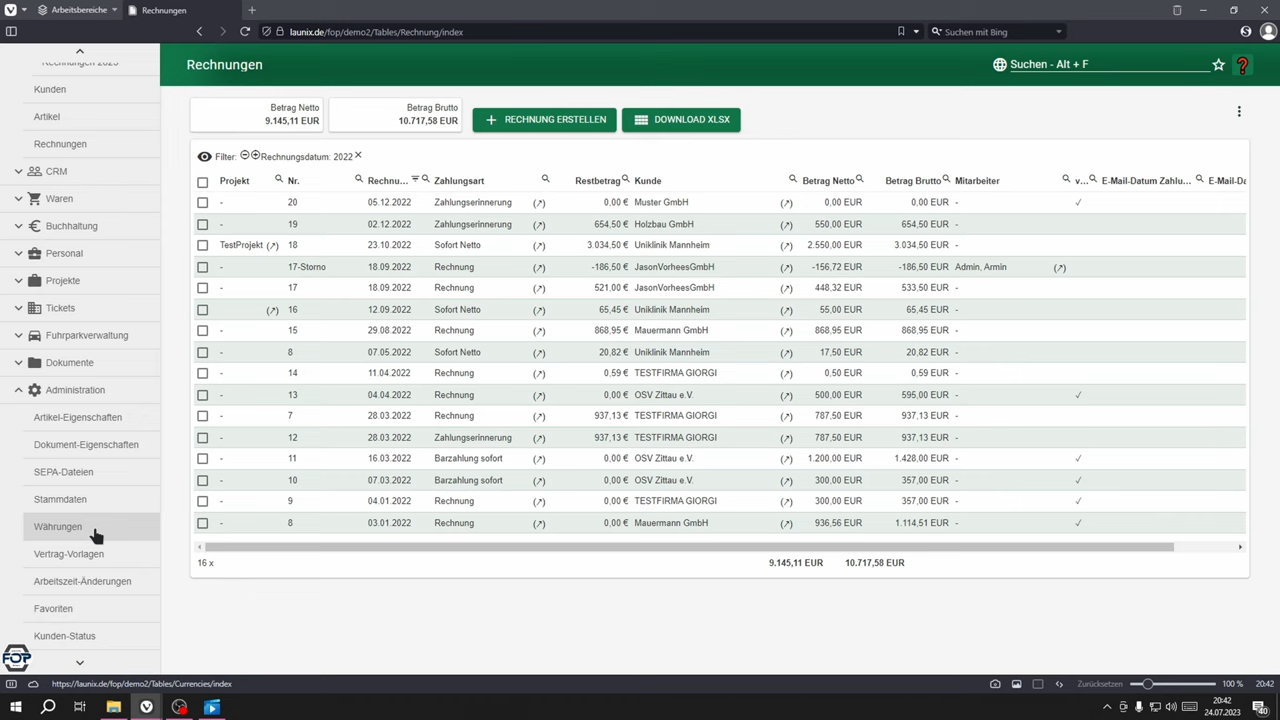 Arbeitsbereiche
Rechnungen
launix.de/fop/demo2/Tables/Rechnung/index
Suchen mit Bing
Rechnungen 2023
Kunden
Artikel
Rechnungen
CRM
Waren
Buchhaltung
Personal
Projekte
Tickets
Fuhrparkverwaltung
Dokumente
Administration
Artikel-Eigenschaften
Dokument-Eigenschaften
SEPA-Dateien
Stammdaten
Währungen
Vertrag-Vorlagen
Arbeitszeit-Änderungen
Favoriten
Kunden-Status
FOP
Rechnungen
Suchen - Alt + F
?
Betrag Netto
9.145,11 EUR
Betrag Brutto
10.717,58 EUR
RECHNUNG ERSTELLEN
DOWNLOAD XLSX
Filter: Rechnungsdatum: 2022
Projekt Nr. Rechnu... Zahlungsart Restbetrag Kunde Betrag Netto Betrag Brutto Mitarbeiter v... E-Mail-Datum Zahlu... E-Mail-Da
- 20 05.12.2022 Zahlungserinnerung 0,00 € Muster GmbH 0,00 EUR 0,00 EUR - ✓
- 19 02.12.2022 Zahlungserinnerung 654,50 € Holzbau GmbH 550,00 EUR 654,50 EUR -
TestProjekt 18 23.10.2022 Sofort Netto 3.034,50 € Uniklinik Mannheim 2.550,00 EUR 3.034,50 EUR -
- 17-Storno 18.09.2022 Rechnung -186,50 € JasonVorheesGmbH -156,72 EUR -186,50 EUR Admin, Armin
- 17 18.09.2022 Rechnung 521,00 € JasonVorheesGmbH 448,32 EUR 533,50 EUR -
16 12.09.2022 Sofort Netto 65,45 € Uniklinik Mannheim 55,00 EUR 65,45 EUR -
- 15 29.08.2022 Rechnung 868,95 € Mauermann GmbH 868,95 EUR 868,95 EUR -
- 8 07.05.2022 Sofort Netto 20,82 € Uniklinik Mannheim 17,50 EUR 20,82 EUR -
- 14 11.04.2022 Rechnung 0,59 € TESTFIRMA GIORGI 0,50 EUR 0,59 EUR -
- 13 04.04.2022 Rechnung 0,00 € OSV Zittau e.V. 500,00 EUR 595,00 EUR - ✓
- 7 28.03.2022 Rechnung 937,13 € TESTFIRMA GIORGI 787,50 EUR 937,13 EUR -
- 12 28.03.2022 Zahlungserinnerung 937,13 € TESTFIRMA GIORGI 787,50 EUR 937,13 EUR -
- 11 16.03.2022 Barzahlung sofort 0,00 € OSV Zittau e.V. 1.200,00 EUR 1.428,00 EUR - ✓
- 10 07.03.2022 Barzahlung sofort 0,00 € OSV Zittau e.V. 300,00 EUR 357,00 EUR - ✓
- 9 04.01.2022 Rechnung 0,00 € TESTFIRMA GIORGI 300,00 EUR 357,00 EUR - ✓
- 8 03.01.2022 Rechnung 0,00 € Mauermann GmbH 936,56 EUR 1.114,51 EUR - ✓
16 x 9.145,11 EUR 10.717,58 EUR
https://launix.de/fop/demo2/Tables/Currencies/index
Zurücksetzen 100 % 20:42
20:42
24.07.2023
40